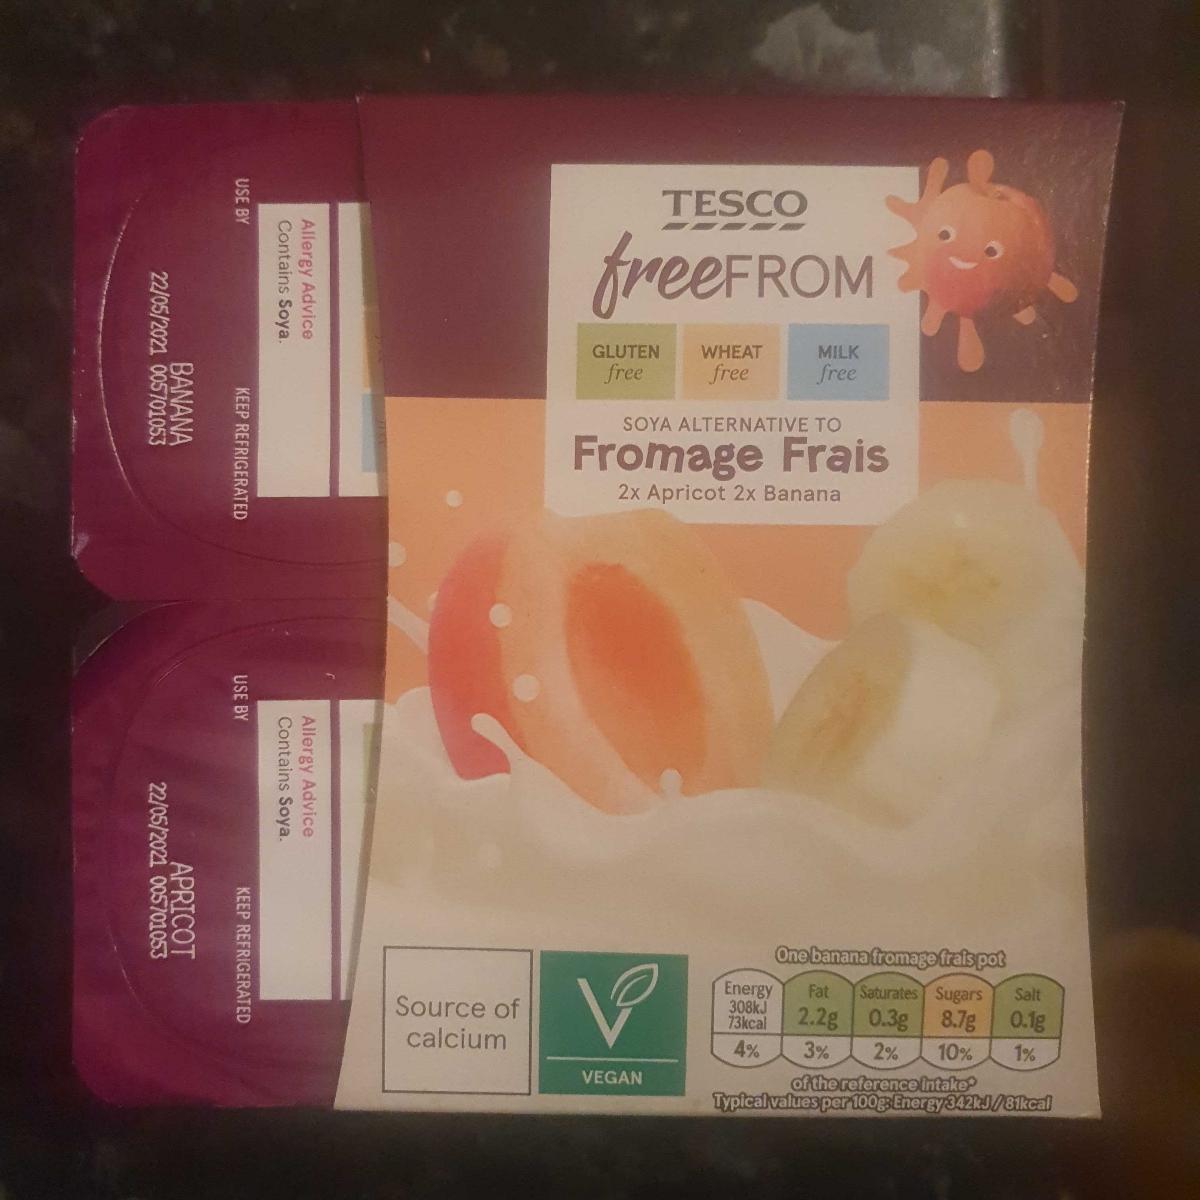 TESCO
freeFROM
GLUTEN free
WHEAT free
MILK free
SOYA ALTERNATIVE TO
Fromage Frais
2x Apricot 2x Banana
Source of
calcium
VEGAN
One banana fromage frais pot
Energy 308kJ 73kcal 4%
Fat 2.2g 3%
Saturates 0.3g 2%
Sugars 8.7g 10%
Salt 0.1g 1%
of the reference intake*
Typical values per 100g: Energy 342kJ / 81kcal
Allergy Advice
Contains Soya.
USE BY
KEEP REFRIGERATED
BANANA
22/05/2021 005701053
Allergy Advice
Contains Soya.
USE BY
KEEP REFRIGERATED
APRICOT
22/05/2021 005701053